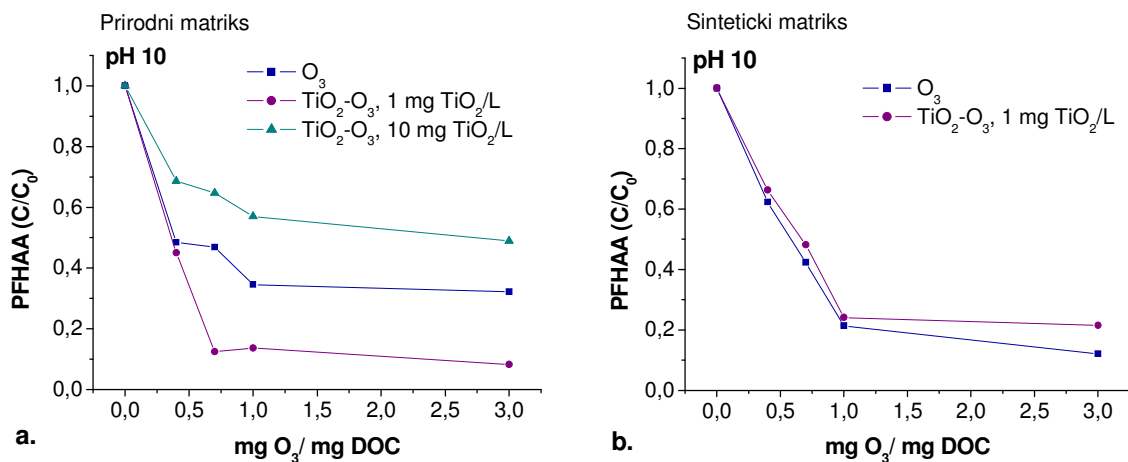 Prirodni matriks
pH 10
O₃
TiO₂-O₃, 1 mg TiO₂/L
TiO₂-O₃, 10 mg TiO₂/L
PFHAA (C/C₀)
1,0
0,8
0,6
0,4
0,2
0,0
0,0 0,5 1,0 1,5 2,0 2,5 3,0
a. mg O₃/ mg DOC
Sinteticki matriks
pH 10
O₃
TiO₂-O₃, 1 mg TiO₂/L
PFHAA (C/C₀)
1,0
0,8
0,6
0,4
0,2
0,0
0,0 0,5 1,0 1,5 2,0 2,5 3,0
b. mg O₃/ mg DOC